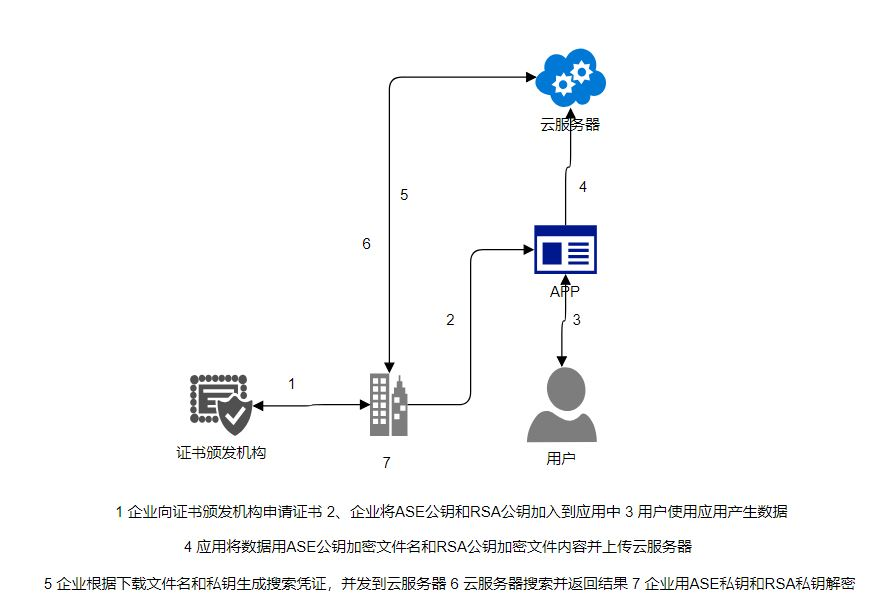 云服务器
4
5
6
APP
2
3
1
证书颁发机构
用户
7
1 企业向证书颁发机构申请证书 2、企业将ASE公钥和RSA公钥加入到应用中 3 用户使用应用产生数据
4 应用将数据用ASE公钥加密文件名和RSA公钥加密文件内容并上传云服务器
5 企业根据下载文件名和私钥生成搜索凭证，并发到云服务器 6 云服务器搜索并返回结果 7 企业用ASE私钥和RSA私钥解密